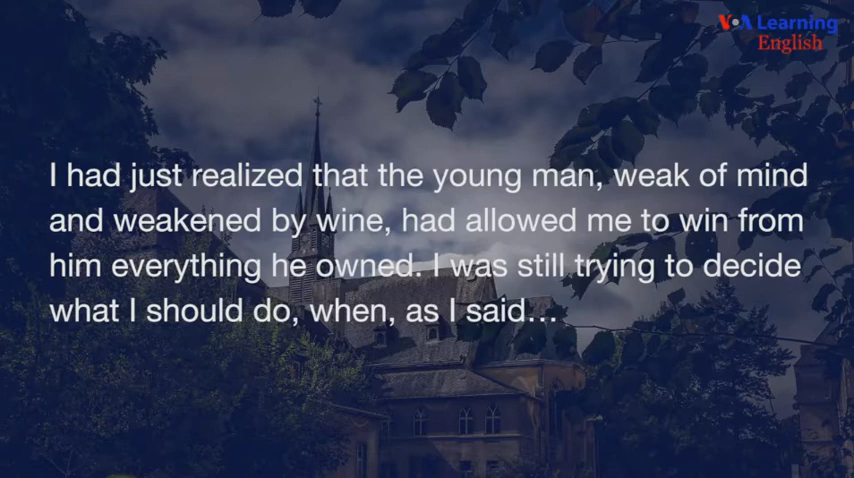 VOA Learning
English
I had just realized that the young man, weak of mind
and weakened by wine, had allowed me to win from
him everything he owned. I was still trying to decide
what I should do, when, as I said...